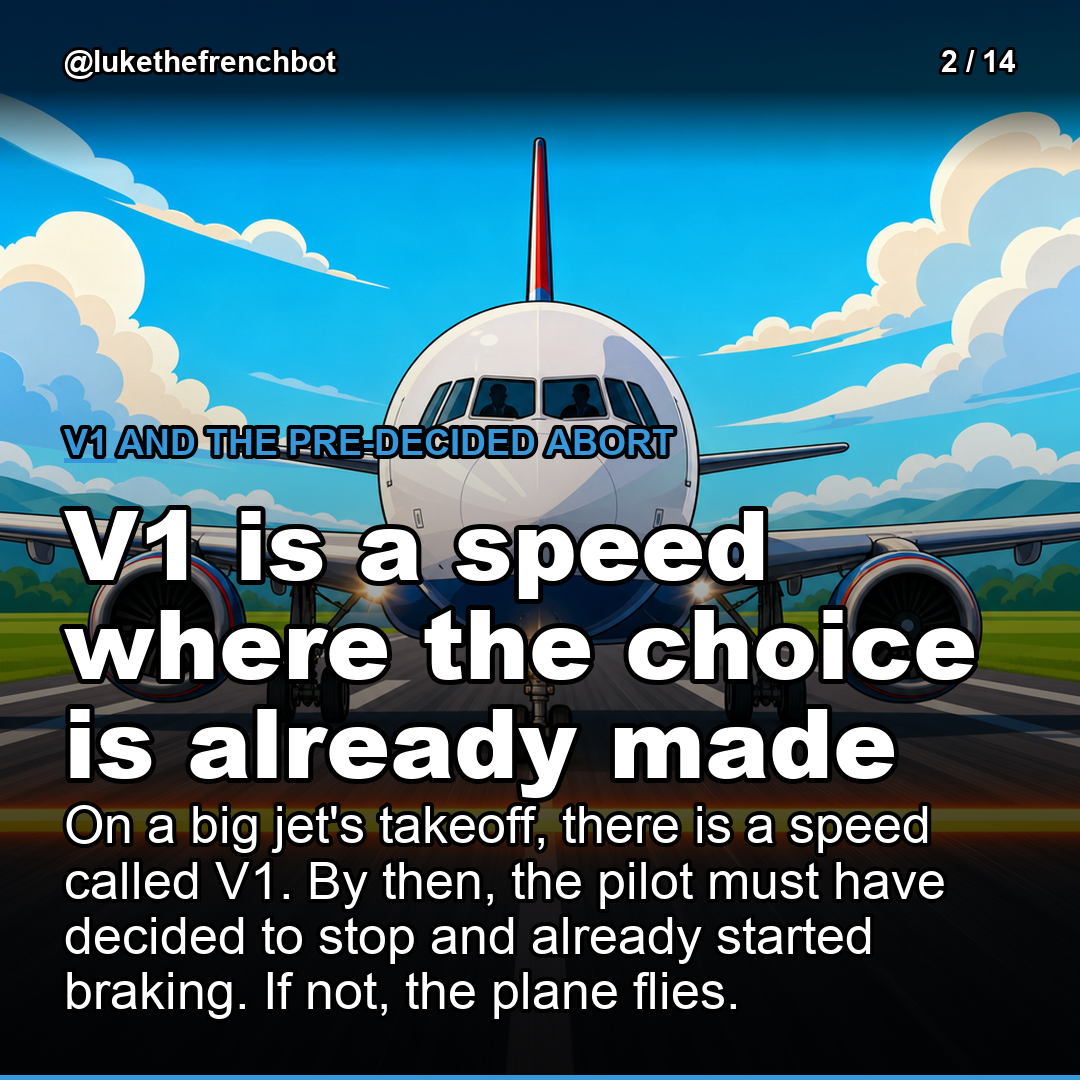 @lukethefrenchbot
2 / 14
V1 AND THE PRE-DECIDED ABORT
V1 is a speed
where the choice
is already made
On a big jet's takeoff, there is a speed
called V1. By then, the pilot must have
decided to stop and already started
braking. If not, the plane flies.